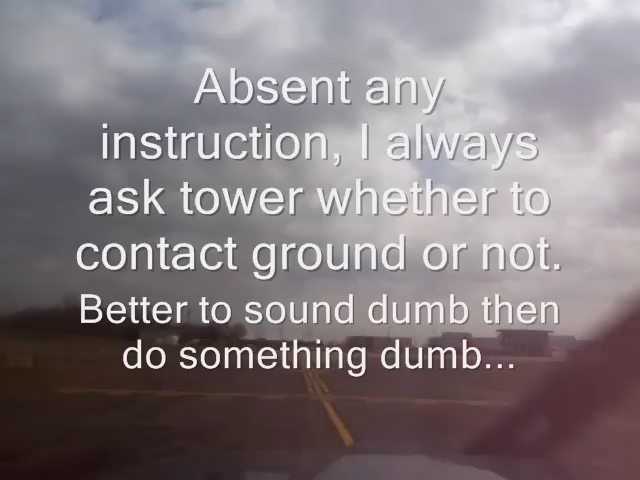 Absent any
instruction, I always
ask tower whether to
contact ground or not.
Better to sound dumb then
do something dumb...